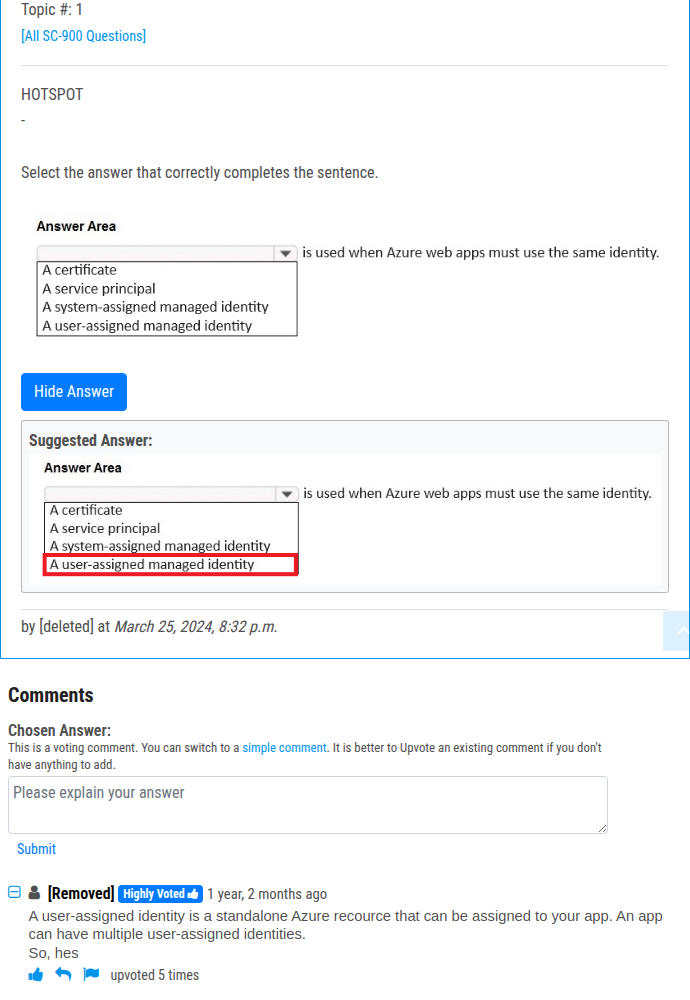 Topic #: 1
[All SC-900 Questions]
HOTSPOT
-
Select the answer that correctly completes the sentence.
Answer Area
is used when Azure web apps must use the same identity.
A certificate
A service principal
A system-assigned managed identity
A user-assigned managed identity
Hide Answer
Suggested Answer:
Answer Area
is used when Azure web apps must use the same identity.
A certificate
A service principal
A system-assigned managed identity
A user-assigned managed identity
by [deleted] at March 25, 2024, 8:32 p.m.
Comments
Chosen Answer:
This is a voting comment. You can switch to a simple comment. It is better to Upvote an existing comment if you don't
have anything to add.
Please explain your answer
Submit
[Removed] Highly Voted 1 year, 2 months ago
A user-assigned identity is a standalone Azure recource that can be assigned to your app. An app
can have multiple user-assigned identities.
So, hes
upvoted 5 times